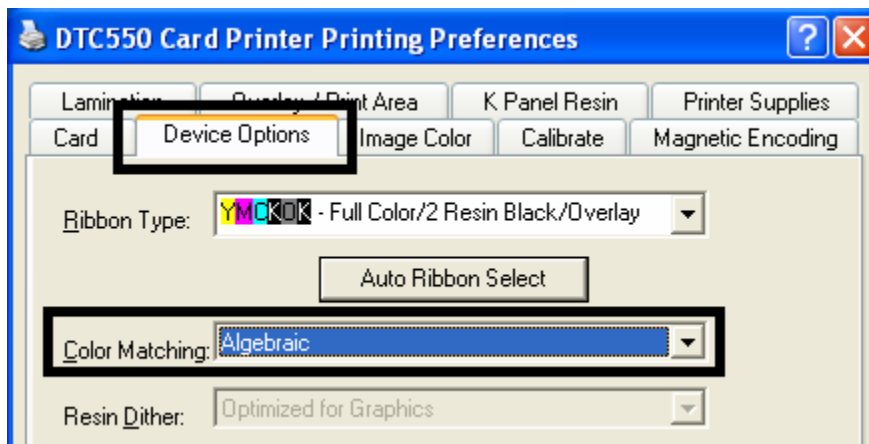 DTC550 Card Printer Printing Preferences
Lamination Overlay / Print Area K Panel Resin Printer Supplies
Card Device Options Image Color Calibrate Magnetic Encoding
Ribbon Type: YMCKOK - Full Color/2 Resin Black/Overlay
Auto Ribbon Select
Color Matching: Algebraic
Resin Dither: Optimized for Graphics